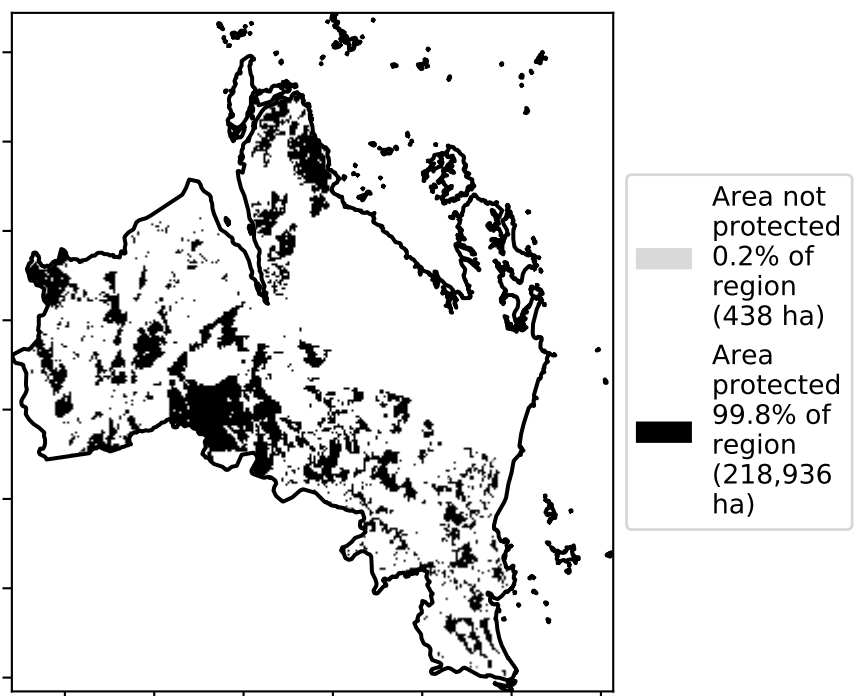 Area not
protected
0.2% of
region
(438 ha)
Area
protected
99.8% of
region
(218,936
ha)